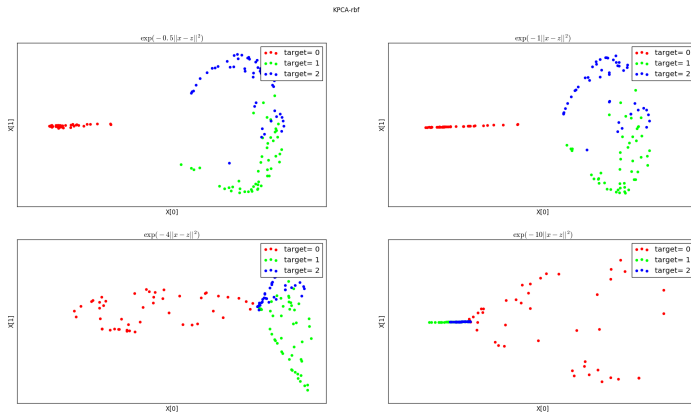 KPCA-rbf
exp(−0.5||x−z||²)
target= 0
target= 1
target= 2
X[1]
X[0]
exp(−1||x−z||²)
target= 0
target= 1
target= 2
X[1]
X[0]
exp(−4||x−z||²)
target= 0
target= 1
target= 2
X[1]
X[0]
exp(−10||x−z||²)
target= 0
target= 1
target= 2
X[1]
X[0]